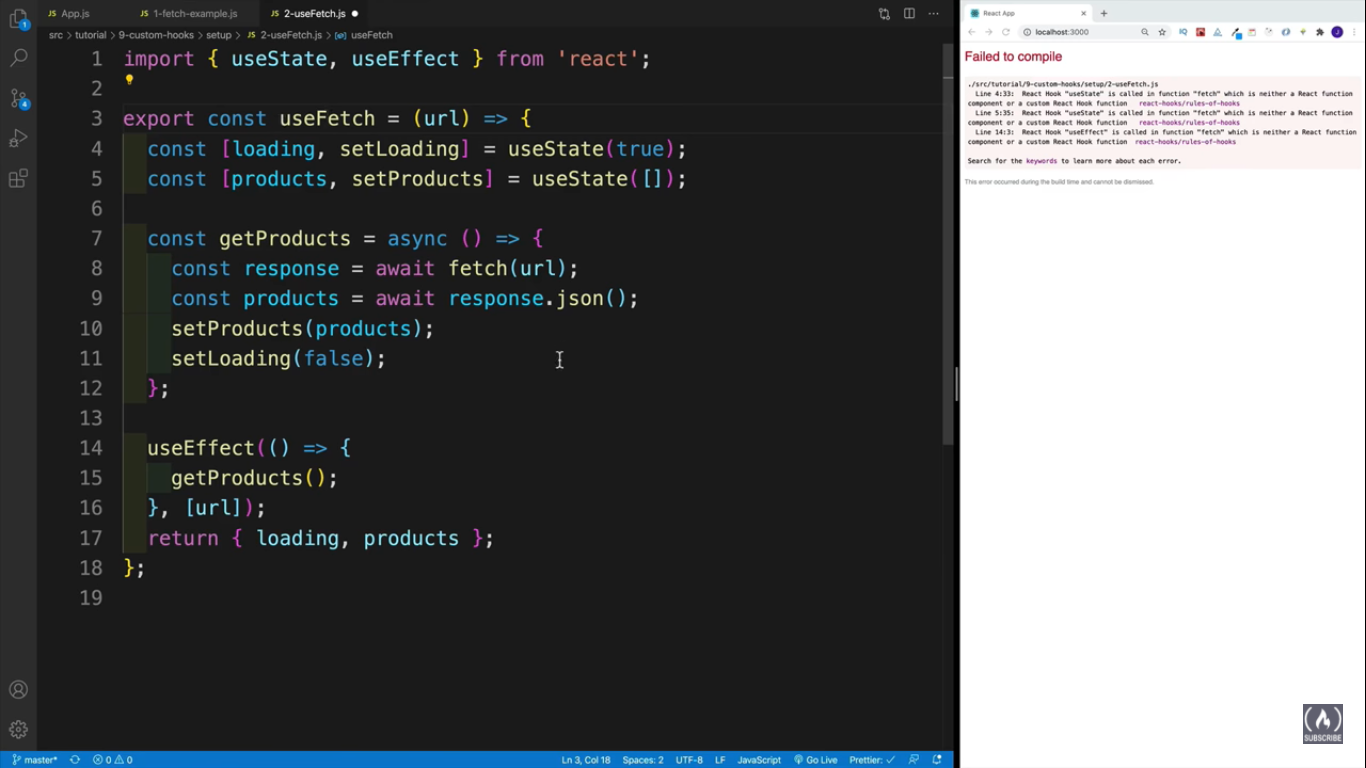 App.js
1-fetch-example.js
2-useFetch.js
src > tutorial > 9-custom-hooks > setup > JS 2-useFetch.js > useFetch
1 import { useState, useEffect } from 'react';
2
3 export const useFetch = (url) => {
4 const [loading, setLoading] = useState(true);
5 const [products, setProducts] = useState([]);
6
7 const getProducts = async () => {
8 const response = await fetch(url);
9 const products = await response.json();
10 setProducts(products);
11 setLoading(false);
12 };
13
14 useEffect(() => {
15 getProducts();
16 }, [url]);
17 return { loading, products };
18 };
19
master* 0 0 Ln 3, Col 18 Spaces: 2 UTF-8 LF JavaScript Go Live Prettier: ✓
React App
localhost:3000
Failed to compile
./src/tutorial/9-custom-hooks/setup/2-useFetch.js
Line 4:33: React Hook "useState" is called in function "fetch" which is neither a React function
component or a custom React Hook function react-hooks/rules-of-hooks
Line 5:35: React Hook "useState" is called in function "fetch" which is neither a React function
component or a custom React Hook function react-hooks/rules-of-hooks
Line 14:3: React Hook "useEffect" is called in function "fetch" which is neither a React function
component or a custom React Hook function react-hooks/rules-of-hooks
Search for the keywords to learn more about each error.
This error occurred during the build time and cannot be dismissed.
SUBSCRIBE